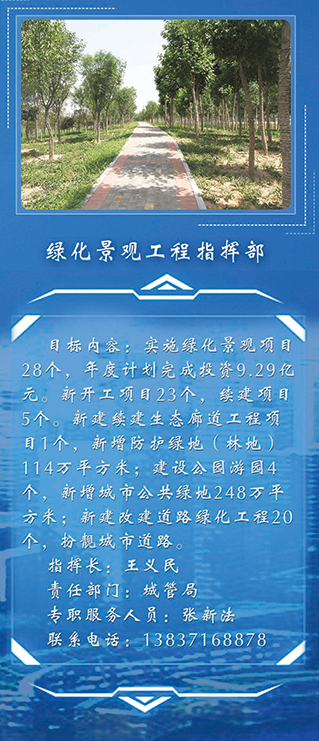 绿化景观工程指挥部
目标内容：实施绿化景观项目
28个，年度计划完成投资9.29亿
元。新开工项目23个，续建项目
5个。新建续建生态廊道工程项
目1个，新增防护绿地（林地）
114万平方米；建设公园游园4
个，新增城市公共绿地248万平
方米；新建改建道路绿化工程20
个，扮靓城市道路。
指挥长：王义民
责任部门：城管局
专职服务人员：张新法
联系电话：13837168878